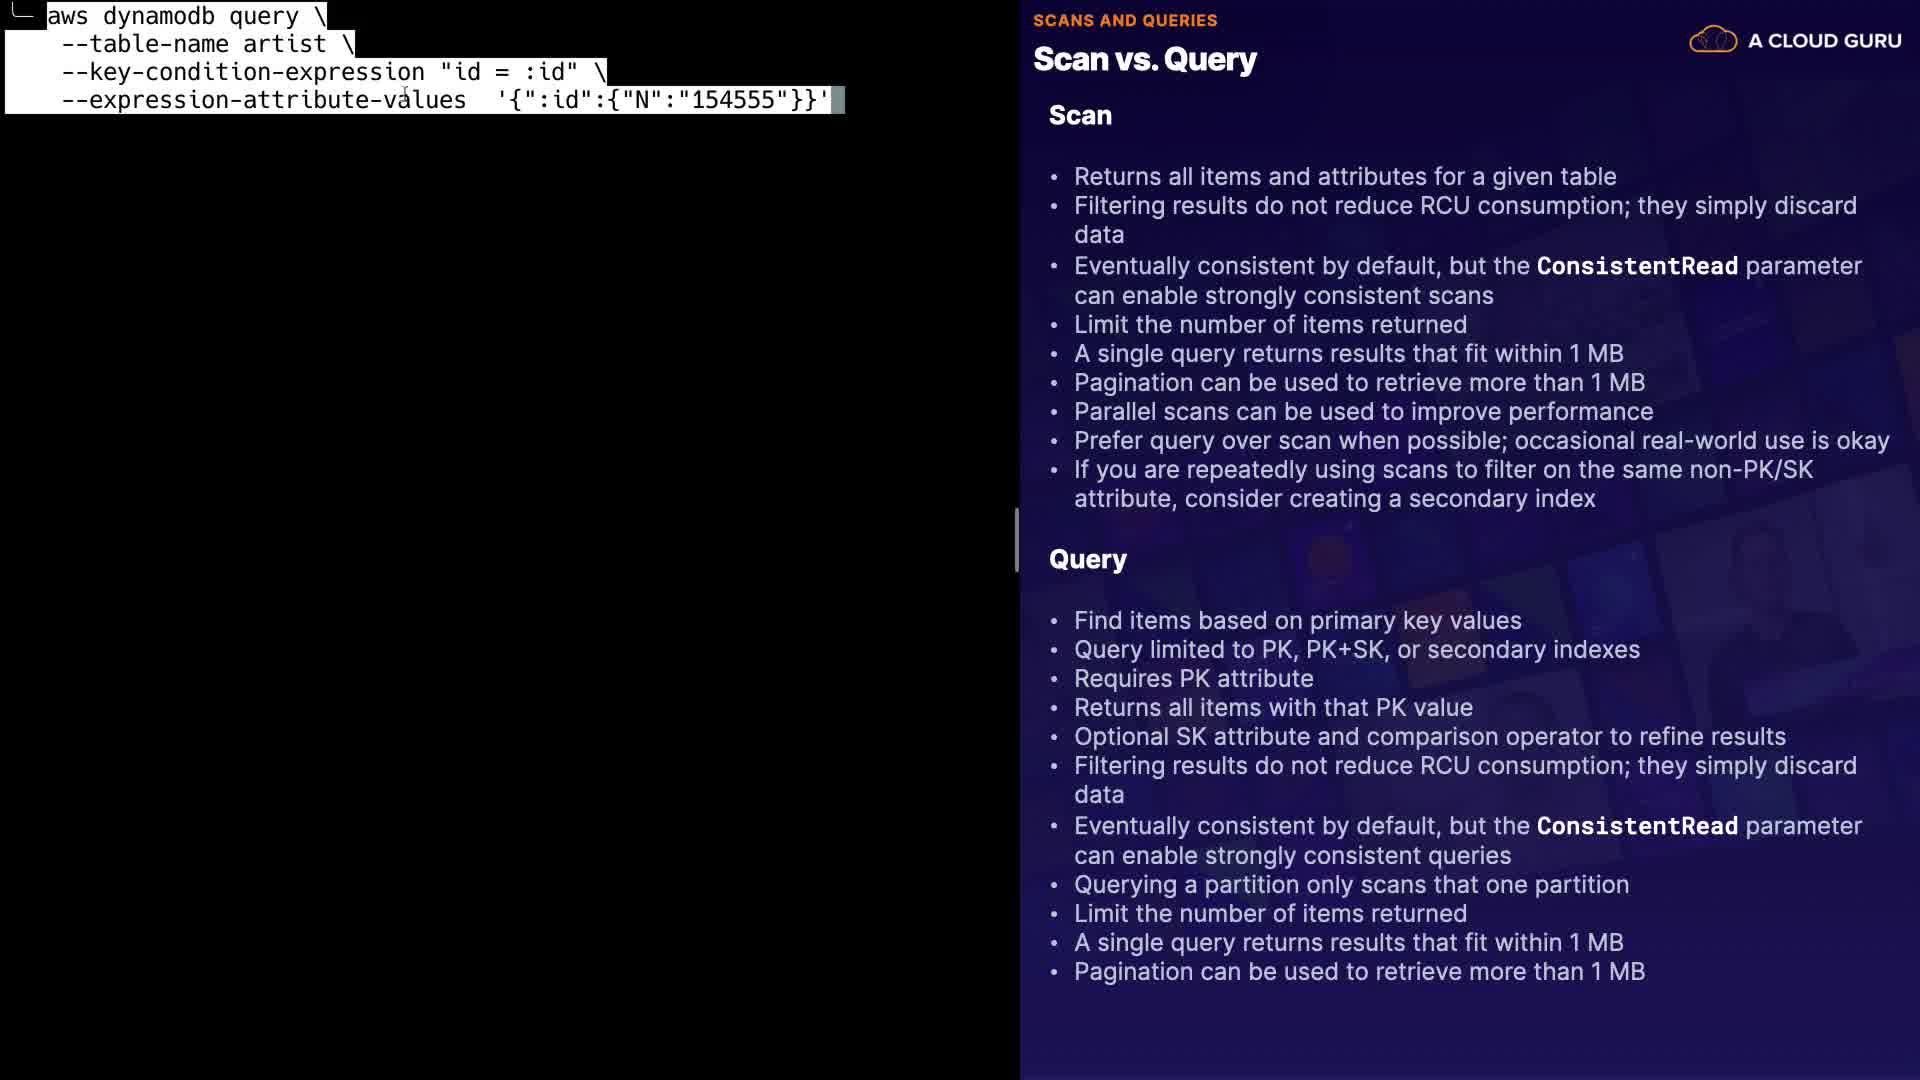 aws dynamodb query \
--table-name artist \
--key-condition-expression "id = :id" \
--expression-attribute-values '{":id":{"N":"154555"}}'
SCANS AND QUERIES
A CLOUD GURU
Scan vs. Query
Scan
• Returns all items and attributes for a given table
• Filtering results do not reduce RCU consumption; they simply discard
data
• Eventually consistent by default, but the ConsistentRead parameter
can enable strongly consistent scans
• Limit the number of items returned
• A single query returns results that fit within 1 MB
• Pagination can be used to retrieve more than 1 MB
• Parallel scans can be used to improve performance
• Prefer query over scan when possible; occasional real-world use is okay
• If you are repeatedly using scans to filter on the same non-PK/SK
attribute, consider creating a secondary index
Query
• Find items based on primary key values
• Query limited to PK, PK+SK, or secondary indexes
• Requires PK attribute
• Returns all items with that PK value
• Optional SK attribute and comparison operator to refine results
• Filtering results do not reduce RCU consumption; they simply discard
data
• Eventually consistent by default, but the ConsistentRead parameter
can enable strongly consistent queries
• Querying a partition only scans that one partition
• Limit the number of items returned
• A single query returns results that fit within 1 MB
• Pagination can be used to retrieve more than 1 MB